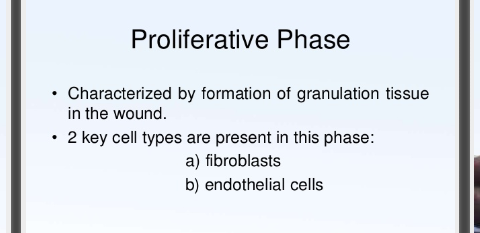 Proliferative Phase
• Characterized by formation of granulation tissue
in the wound.
• 2 key cell types are present in this phase:
a) fibroblasts
b) endothelial cells